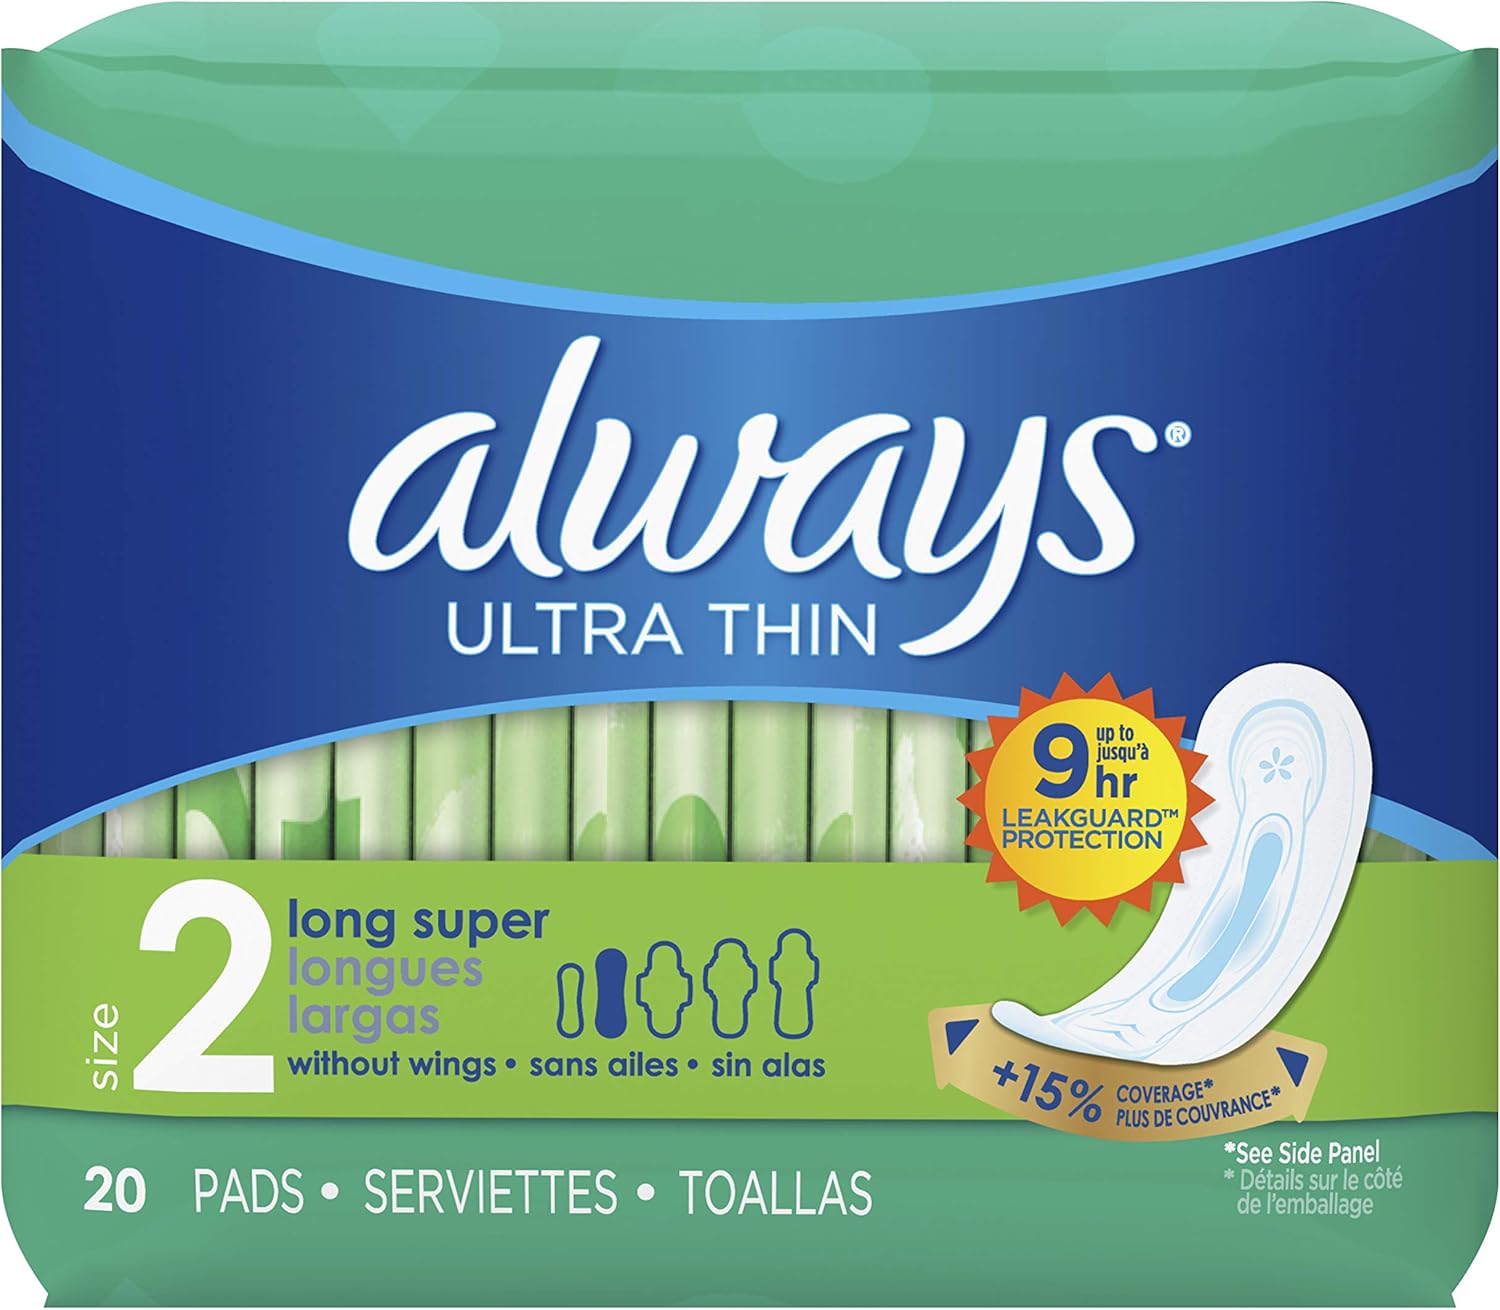 always®
ULTRA THIN
9 up to
jusqu'à
hr
LEAKGUARD™
PROTECTION
size 2
long super
longues
largas
without wings • sans ailes • sin alas
+15% COVERAGE*
PLUS DE COUVRANCE*
20 PADS • SERVIETTES • TOALLAS
*See Side Panel
* Détails sur le côté
de l'emballage